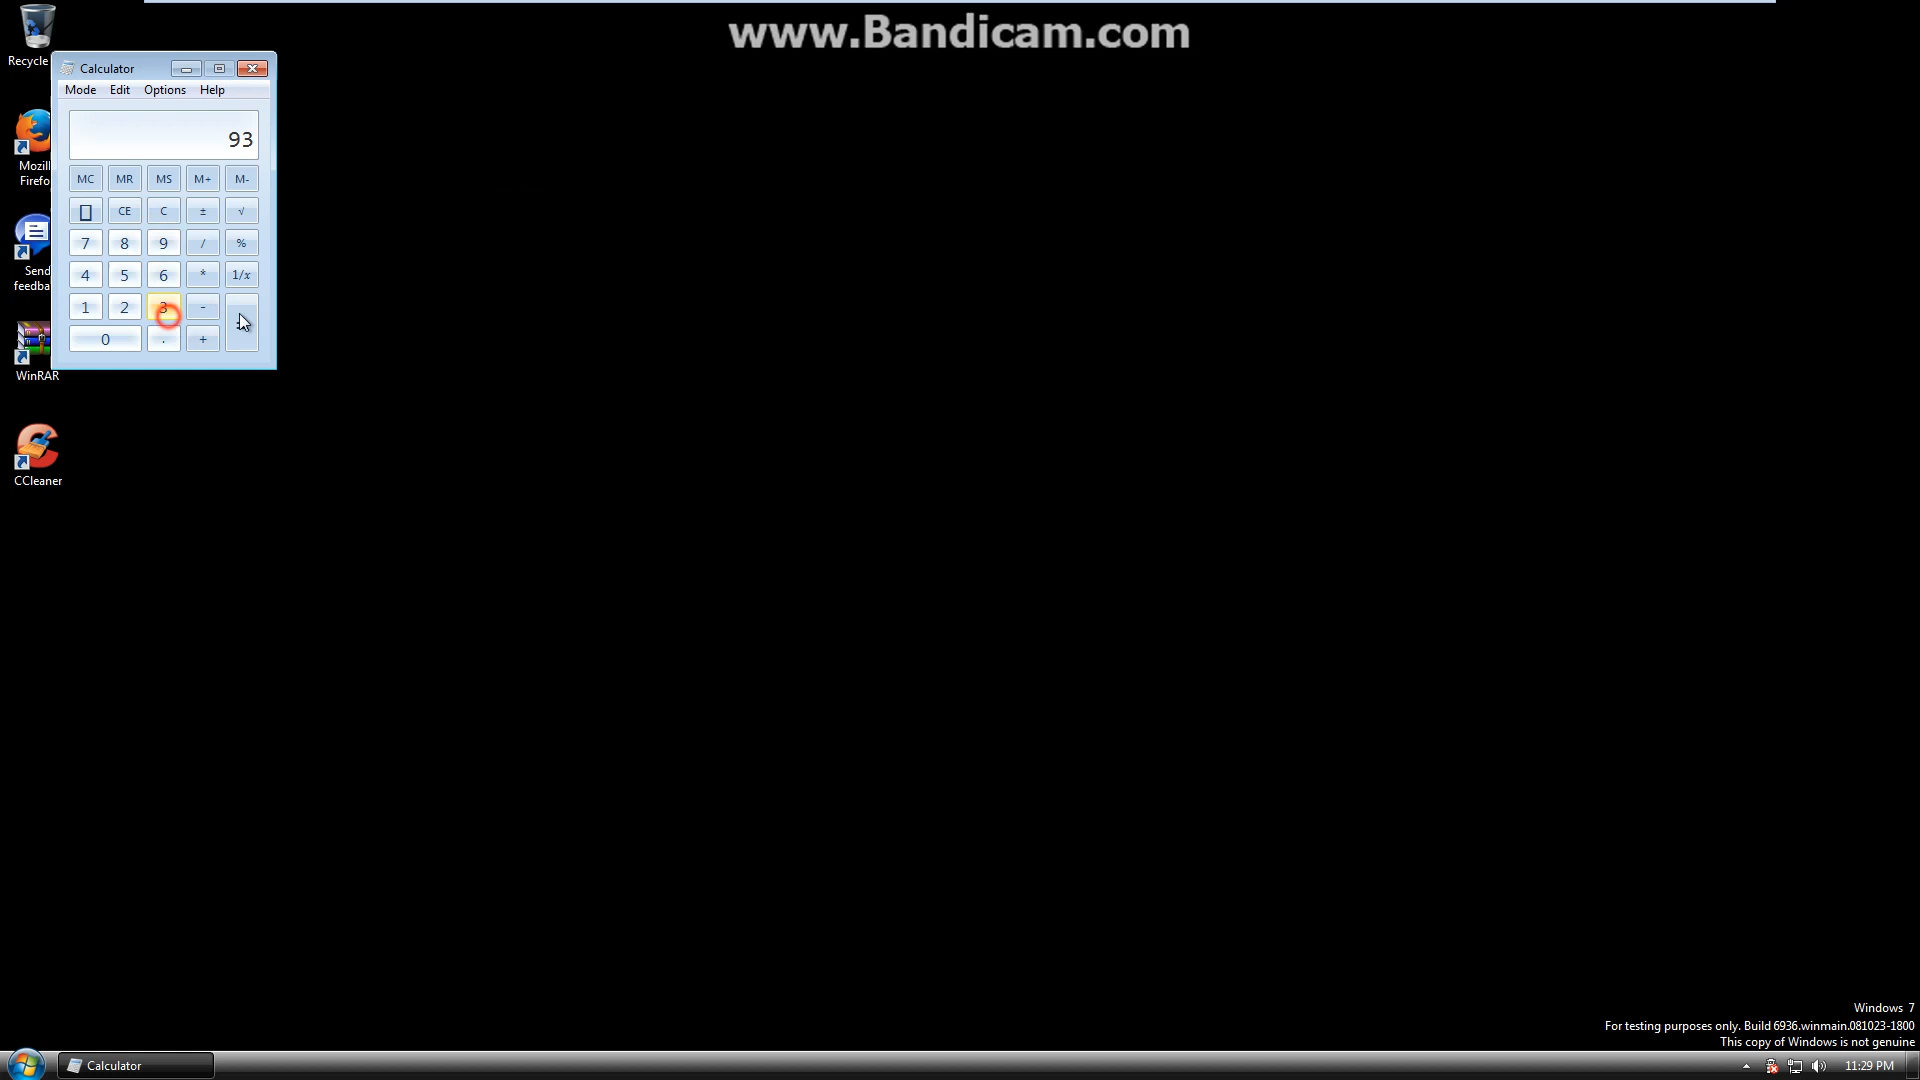 www.Bandicam.com
Recycle
Calculator
Mode Edit Options Help
93
MC MR MS M+ M-
CE C ± √
7 8 9 / %
4 5 6 * 1/x
1 2 3 -
0 . +
Mozill
Firefo
Send
feedba
WinRAR
CCleaner
Windows 7
For testing purposes only. Build 6936.winmain.081023-1800
This copy of Windows is not genuine
Calculator
11:29 PM